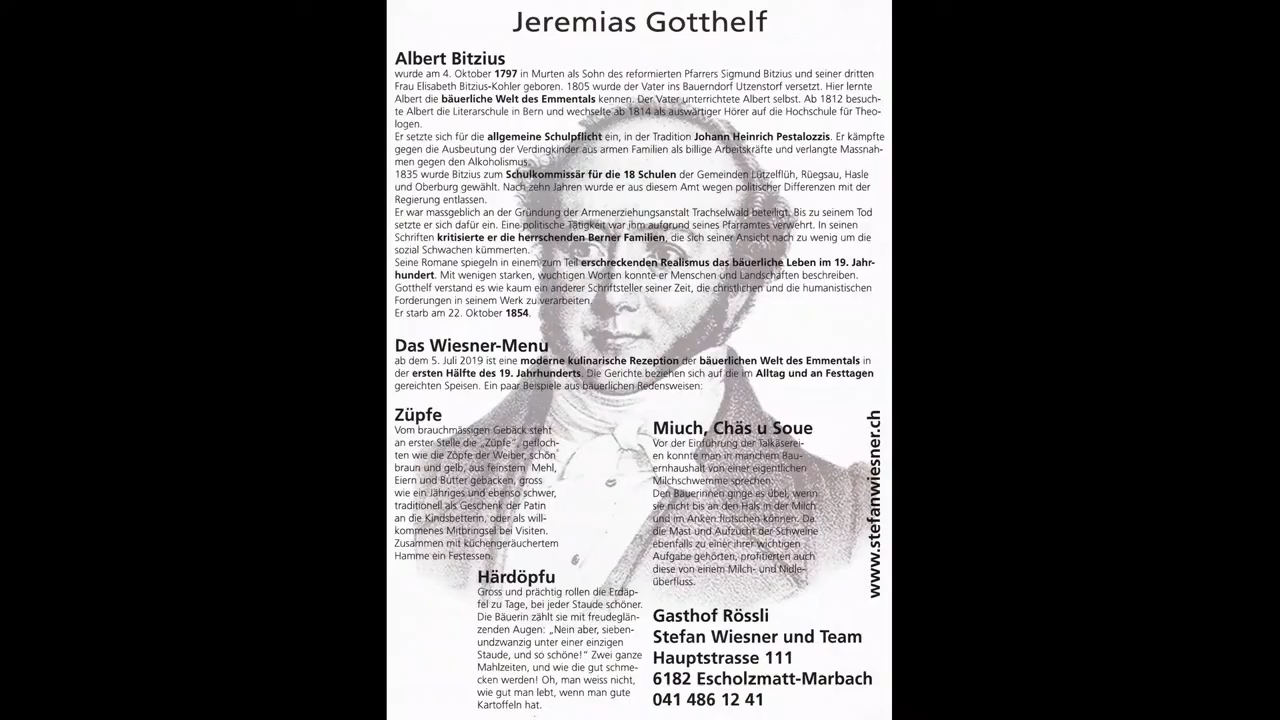 Jeremias Gotthelf
Albert Bitzius
wurde am 4. Oktober 1797 in Murten als Sohn des reformierten Pfarrers Sigmund Bitzius und seiner dritten
Frau Elisabeth Bitzius-Kohler geboren. 1805 wurde der Vater ins Bauerndorf Utzenstorf versetzt. Hier lernte
Albert die bäuerliche Welt des Emmentals kennen. Der Vater unterrichtete Albert selbst. Ab 1812 besuch-
te Albert die Literarschule in Bern und wechselte ab 1814 als auswärtiger Hörer auf die Hochschule für Theo-
logen.
Er setzte sich für die allgemeine Schulpflicht ein, in der Tradition Johann Heinrich Pestalozzis. Er kämpfte
gegen die Ausbeutung der Verdingkinder aus armen Familien als billige Arbeitskräfte und verlangte Massnah-
men gegen den Alkoholismus.
1835 wurde Bitzius zum Schulkommissär für die 18 Schulen der Gemeinden Lützelflüh, Rüegsau, Hasle
und Oberburg gewählt. Nach zehn Jahren wurde er aus diesem Amt wegen politischer Differenzen mit der
Regierung entlassen.
Er war massgeblich an der Gründung der Armenerziehungsanstalt Trachselwald beteiligt. Bis zu seinem Tod
setzte er sich dafür ein. Eine politische Tätigkeit war ihm aufgrund seines Pfarramtes verwehrt. In seinen
Schriften kritisierte er die herrschenden Berner Familien, die sich seiner Ansicht nach zu wenig um die
sozial Schwachen kümmerten.
Seine Romane spiegeln in einem zum Teil erschreckenden Realismus das bäuerliche Leben im 19. Jahr-
hundert. Mit wenigen starken, wuchtigen Worten konnte er Menschen und Landschaften beschreiben.
Gotthelf verstand es wie kaum ein anderer Schriftsteller seiner Zeit, die christlichen und die humanistischen
Forderungen in seinem Werk zu verarbeiten.
Er starb am 22. Oktober 1854.
Das Wiesner-Menu
ab dem 5. Juli 2019 ist eine moderne kulinarische Rezeption der bäuerlichen Welt des Emmentals in
der ersten Hälfte des 19. Jahrhunderts. Die Gerichte beziehen sich auf die im Alltag und an Festtagen
gereichten Speisen. Ein paar Beispiele aus bäuerlichen Redensweisen:
Züpfe
Vom brauchmässigen Gebäck steht
an erster Stelle die „Züpfe“, gefloch-
ten wie die Zöpfe der Weiber, schön
braun und gelb, aus feinstem Mehl,
Eiern und Butter gebacken, gross
wie ein Jähriges und ebenso schwer,
traditionell als Geschenk der Patin
an die Kindsbetterin, oder als will-
kommenes Mitbringsel bei Visiten.
Zusammen mit küchengeräuchertem
Hamme ein Festessen.
Härdöpfu
Gross und prächtig rollen die Erdäp-
fel zu Tage, bei jeder Staude schöner.
Die Bäuerin zählt sie mit freudeglän-
zenden Augen: „Nein aber, sieben-
undzwanzig unter einer einzigen
Staude, und so schöne!“ Zwei ganze
Mahlzeiten, und wie die gut schme-
cken werden! Oh, man weiss nicht,
wie gut man lebt, wenn man gute
Kartoffeln hat.
Miuch, Chäs u Soue
Vor der Einführung der Talkäserei-
en konnte man in manchem Bau-
ernhaushalt von einer eigentlichen
Milchschwemme sprechen:
Den Bäuerinnen ginge es übel, wenn
sie nicht bis an den Hals in der Milch
und im Anken flutschen können. Da
die Mast und Aufzucht der Schweine
ebenfalls zu einer ihrer wichtigen
Aufgabe gehörten, profitierten auch
diese von einem Milch- und Nidle-
überfluss.
Gasthof Rössli
Stefan Wiesner und Team
Hauptstrasse 111
6182 Escholzmatt-Marbach
041 486 12 41
www.stefanwiesner.ch